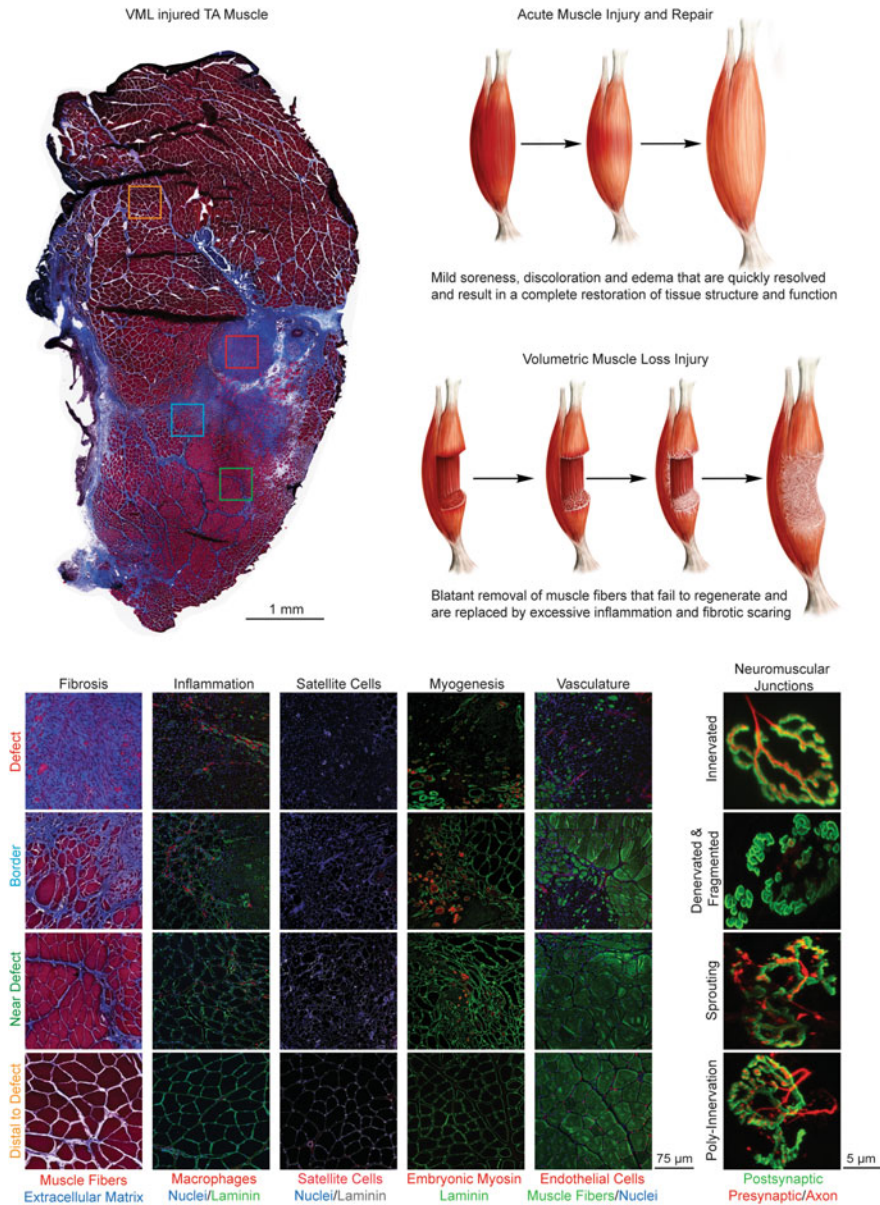 VML injured TA Muscle
1 mm
Acute Muscle Injury and Repair
Mild soreness, discoloration and edema that are quickly resolved
and result in a complete restoration of tissue structure and function
Volumetric Muscle Loss Injury
Blatant removal of muscle fibers that fail to regenerate and
are replaced by excessive inflammation and fibrotic scaring
Fibrosis
Inflammation
Satellite Cells
Myogenesis
Vasculature
Neuromuscular
Junctions
Defect
Border
Near Defect
Distal to Defect
Innervated
Denervated &
Fragmented
Sprouting
Poly-Innervation
75 µm
5 µm
Muscle Fibers
Extracellular Matrix
Macrophages
Nuclei/Laminin
Satellite Cells
Nuclei/Laminin
Embryonic Myosin
Laminin
Endothelial Cells
Muscle Fibers/Nuclei
Postsynaptic
Presynaptic/Axon